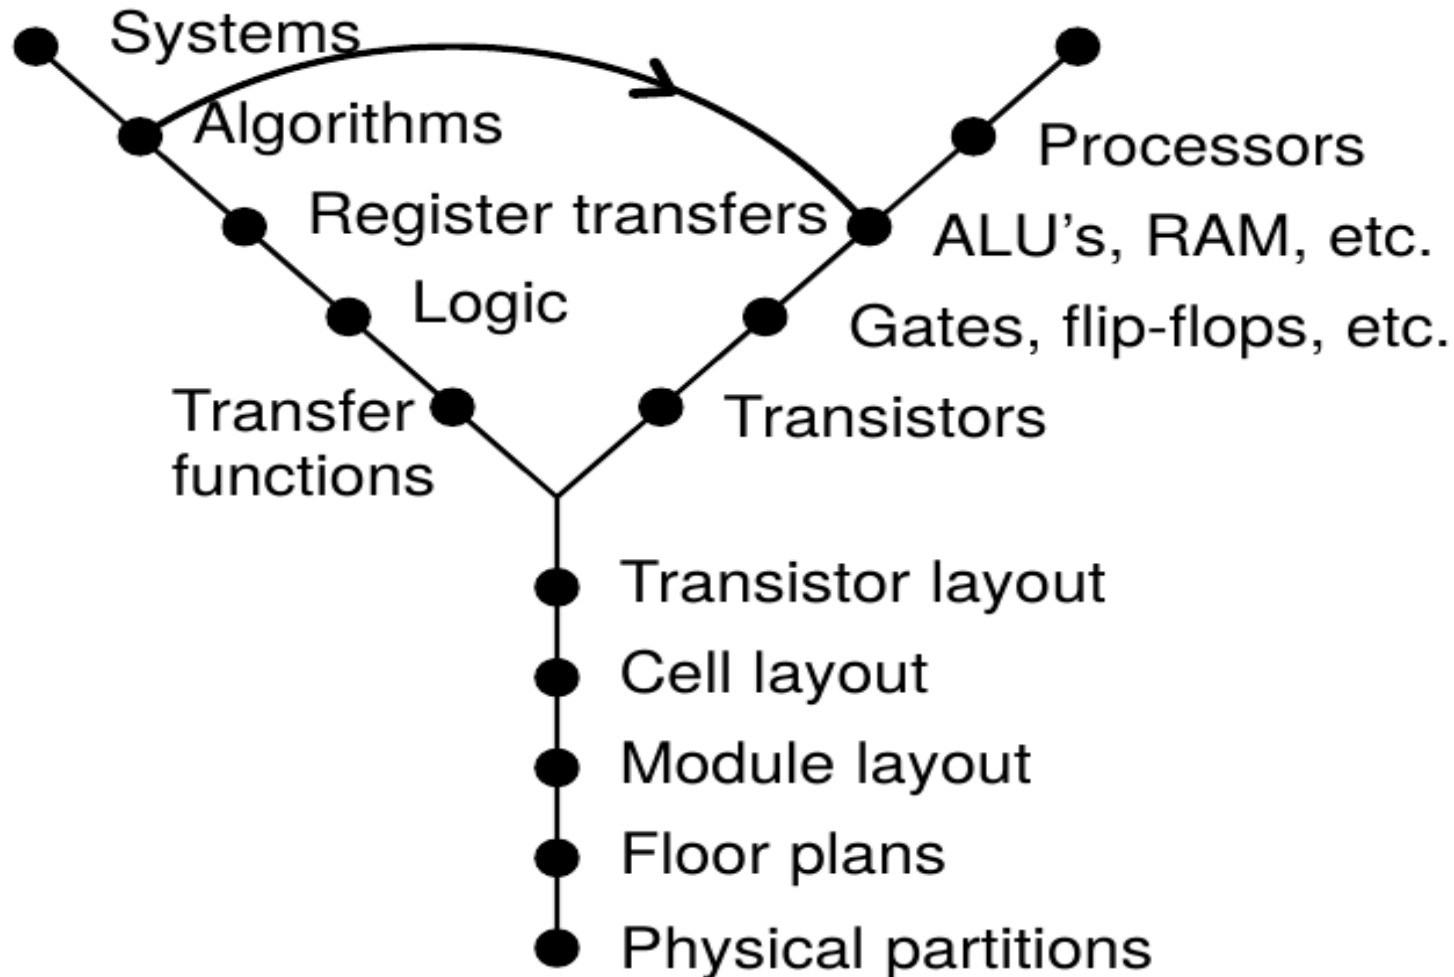 Systems
Algorithms
Processors
Register transfers
ALU's, RAM, etc.
Logic
Gates, flip-flops, etc.
Transfer
functions
Transistors
Transistor layout
Cell layout
Module layout
Floor plans
Physical partitions